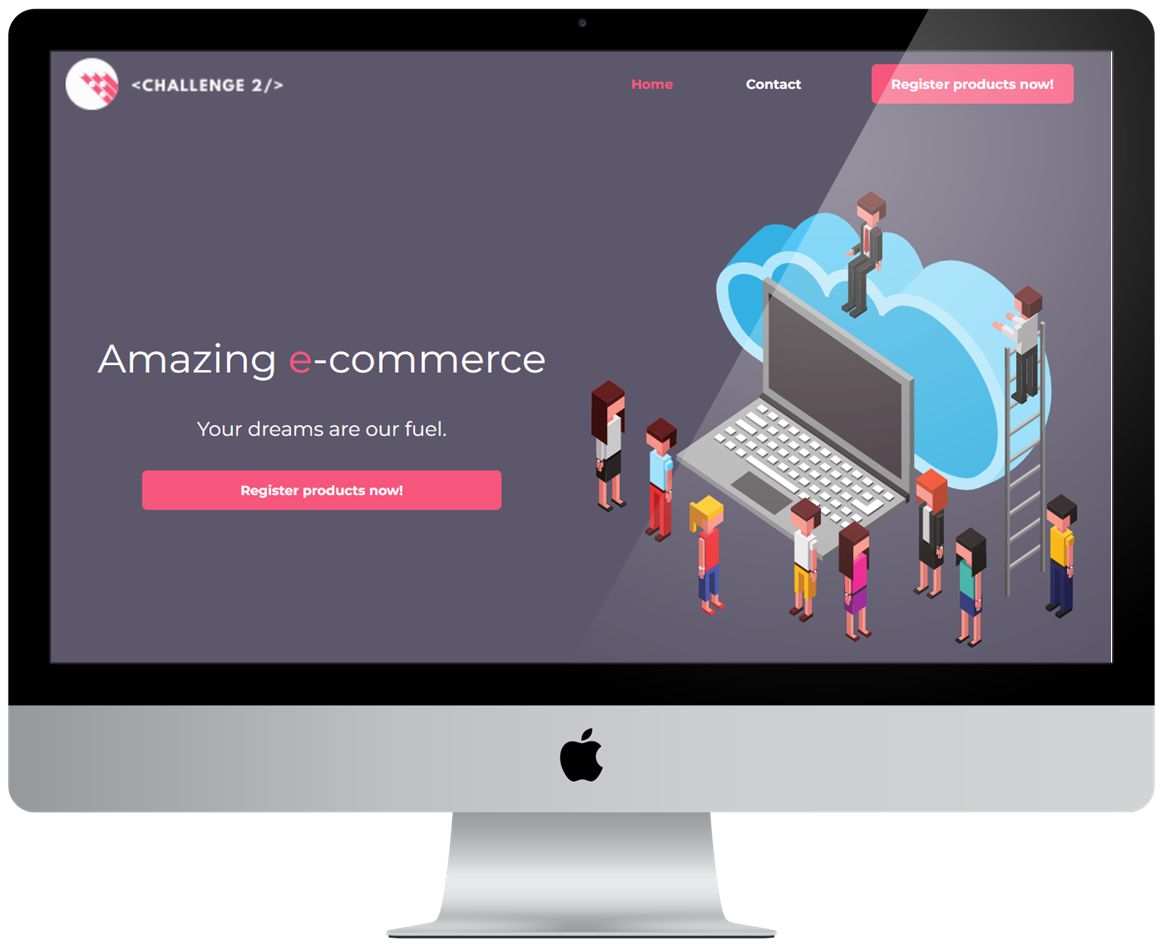 <CHALLENGE 2/>
Home
Contact
Register products now!
Amazing e-commerce
Your dreams are our fuel.
Register products now!